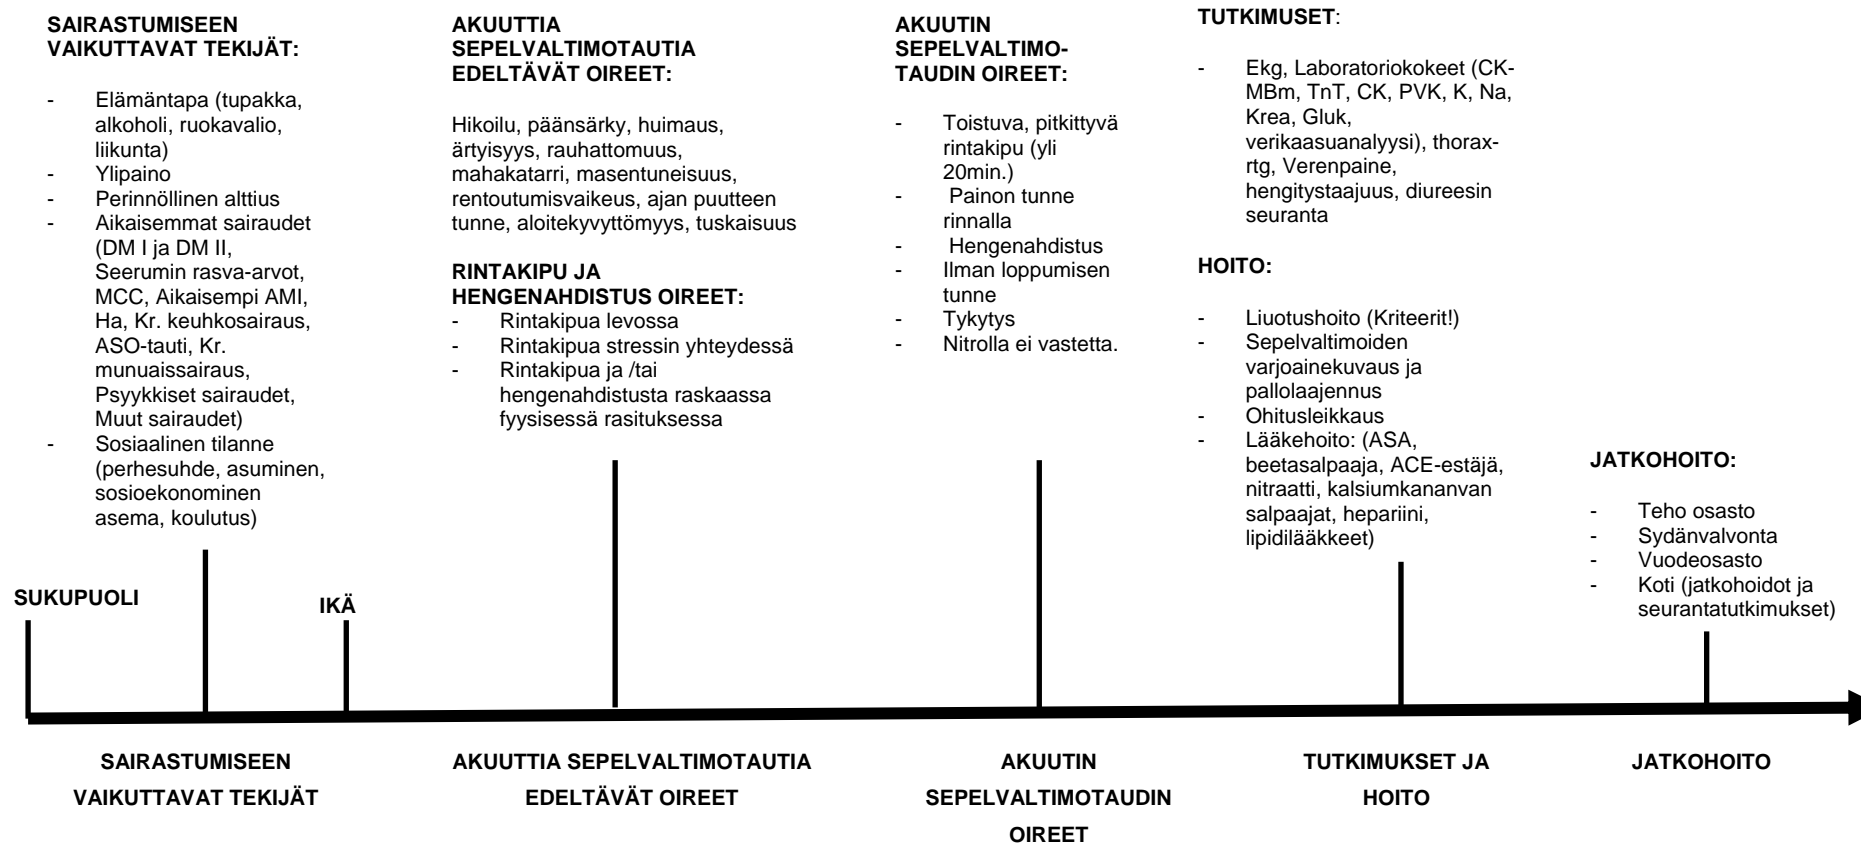 SAIRASTUMISEEN
VAIKUTTAVAT TEKIJÄT:
- Elämäntapa (tupakka,
alkoholi, ruokavalio,
liikunta)
- Ylipaino
- Perinnöllinen alttius
- Aikaisemmat sairaudet
(DM I ja DM II,
Seerumin rasva-arvot,
MCC, Aikaisempi AMI,
Ha, Kr. keuhkosairaus,
ASO-tauti, Kr.
munuaissairaus,
Psyykkiset sairaudet,
Muut sairaudet)
- Sosiaalinen tilanne
(perhesuhde, asuminen,
sosioekonominen
asema, koulutus)
SUKUPUOLI
IKÄ
AKUUTTIA
SEPELVALTIMOTAUTIA
EDELTÄVÄT OIREET:
Hikoilu, päänsärky, huimaus,
ärtyisyys, rauhattomuus,
mahakatarri, masentuneisuus,
rentoutumisvaikeus, ajan puutteen
tunne, aloitekyvyttömyys, tuskaisuus
RINTAKIPU JA
HENGENAHDISTUS OIREET:
- Rintakipua levossa
- Rintakipua stressin yhteydessä
- Rintakipua ja /tai
hengenahdistusta raskaassa
fyysisessä rasituksessa
AKUUTIN
SEPELVALTIMO-
TAUDIN OIREET:
- Toistuva, pitkittyvä
rintakipu (yli
20min.)
- Painon tunne
rinnalla
- Hengenahdistus
- Ilman loppumisen
tunne
- Tykytys
- Nitrolla ei vastetta.
TUTKIMUSET:
- Ekg, Laboratoriokokeet (CK-
MBm, TnT, CK, PVK, K, Na,
Krea, Gluk,
verikaasuanalyysi), thorax-
rtg, Verenpaine,
hengitystaajuus, diureesin
seuranta
HOITO:
- Liuotushoito (Kriteerit!)
- Sepelvaltimoiden
varjoainekuvaus ja
pallolaajennus
- Ohitusleikkaus
- Lääkehoito: (ASA,
beetasalpaaja, ACE-estäjä,
nitraatti, kalsiumkananvan
salpaajat, hepariini,
lipidilääkkeet)
JATKOHOITO:
- Teho osasto
- Sydänvalvonta
- Vuodeosasto
- Koti (jatkohoidot ja
seurantatutkimukset)
SAIRASTUMISEEN
VAIKUTTAVAT TEKIJÄT
AKUUTTIA SEPELVALTIMOTAUTIA
EDELTÄVÄT OIREET
AKUUTIN
SEPELVALTIMOTAUDIN
OIREET
TUTKIMUKSET JA
HOITO
JATKOHOITO